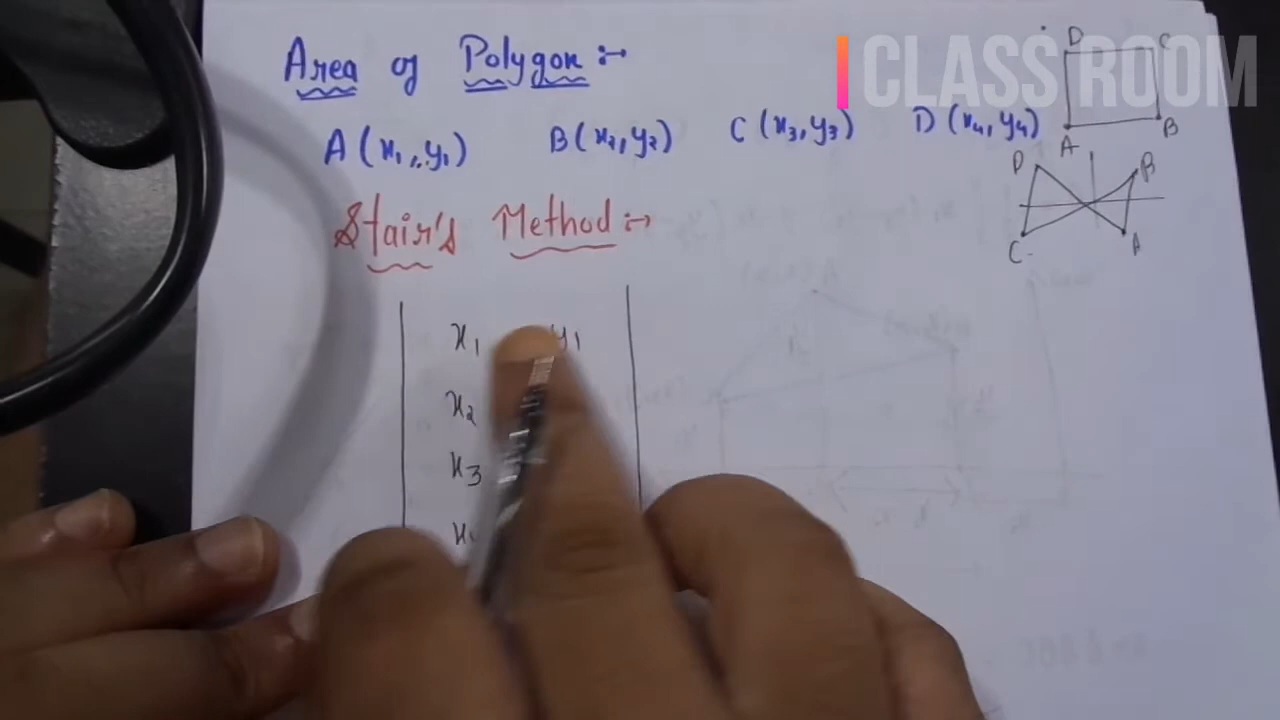 CLASS ROOM
Area of Polygon :-
A (x₁, y₁) B (x₂, y₂) C (x₃, y₃) D (x₄, y₄)
D C
A B
D B
C A
Stair's Method :-
x₁ y₁
x₂
x₃